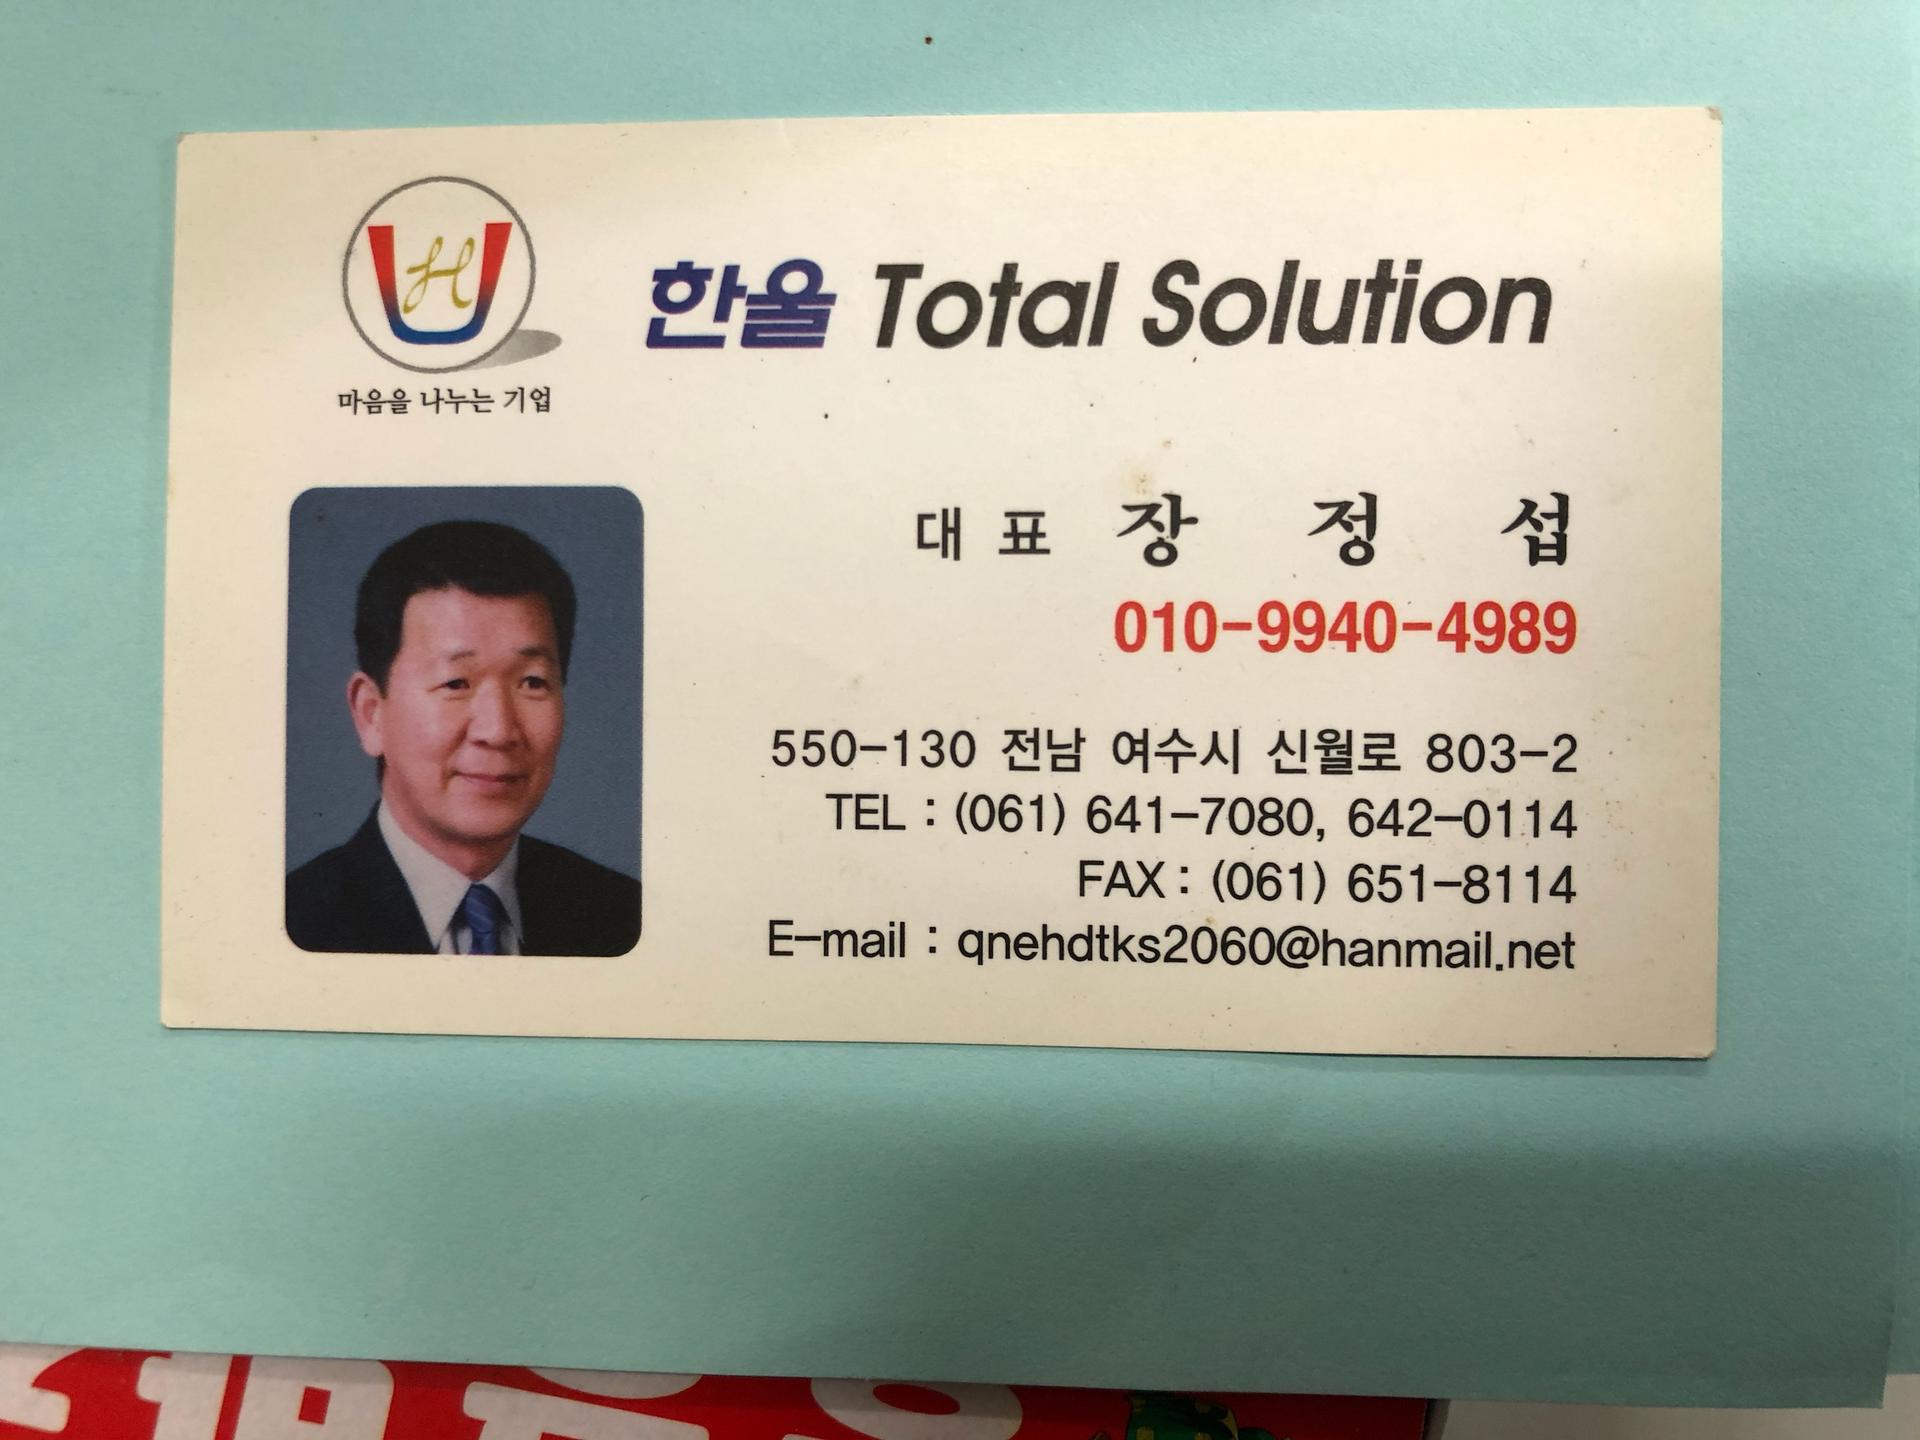 한울 Total Solution
마음을 나누는 기업
대표 장정섭
010-9940-4989
550-130 전남 여수시 신월로 803-2
TEL : (061) 641-7080, 642-0114
FAX : (061) 651-8114
E-mail : qnehdtks2060@hanmail.net